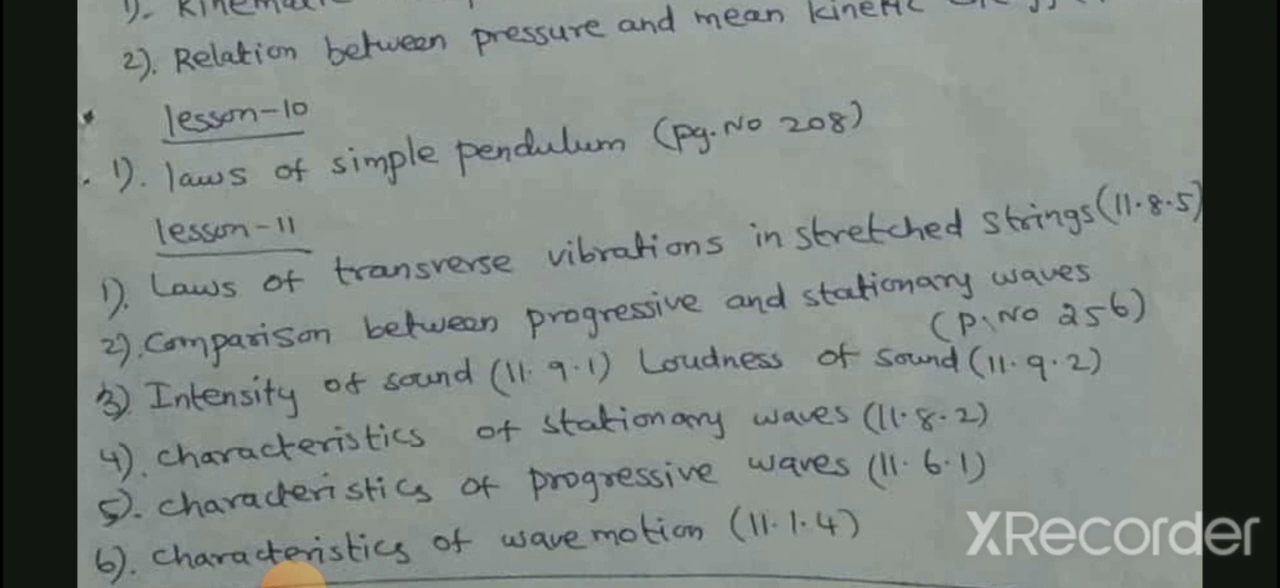 1). Kinematic
2). Relation between pressure and mean kinetic
lesson-10
1). laws of simple pendulum (pg. No 208)
lesson-11
1). Laws of transverse vibrations in stretched strings (11.8.5)
2). Comparison between progressive and stationary waves
(P. No 256)
3) Intensity of sound (11.9.1) Loudness of sound (11.9.2)
4). characteristics of stationary waves (11.8.2)
5). characteristics of progressive waves (11.6.1)
6). characteristics of wave motion (11.1.4)
XRecorder